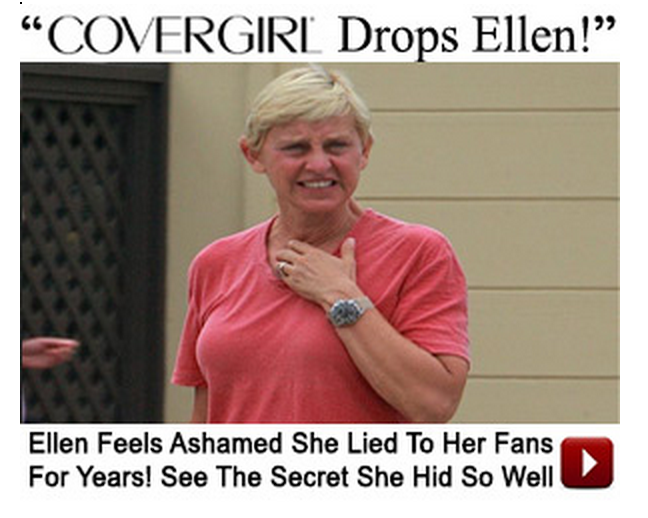 “COVERGIRL Drops Ellen!”
Ellen Feels Ashamed She Lied To Her Fans
For Years! See The Secret She Hid So Well